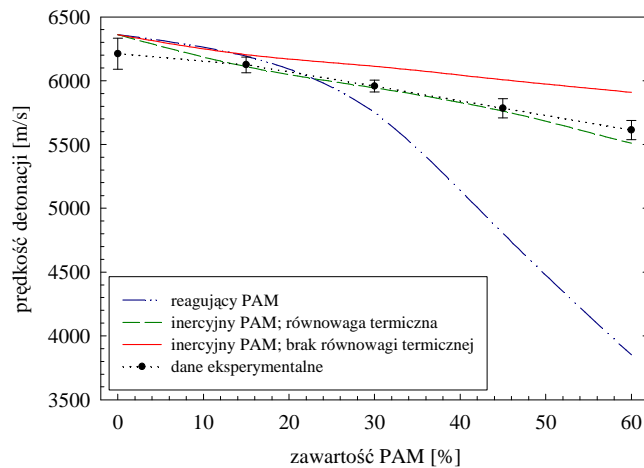 6500
6000
5500
5000
4500
4000
3500
prędkość detonacji [m/s]
reagujący PAM
inercyjny PAM; równowaga termiczna
inercyjny PAM; brak równowagi termicznej
dane eksperymentalne
0 10 20 30 40 50 60
zawartość PAM [%]